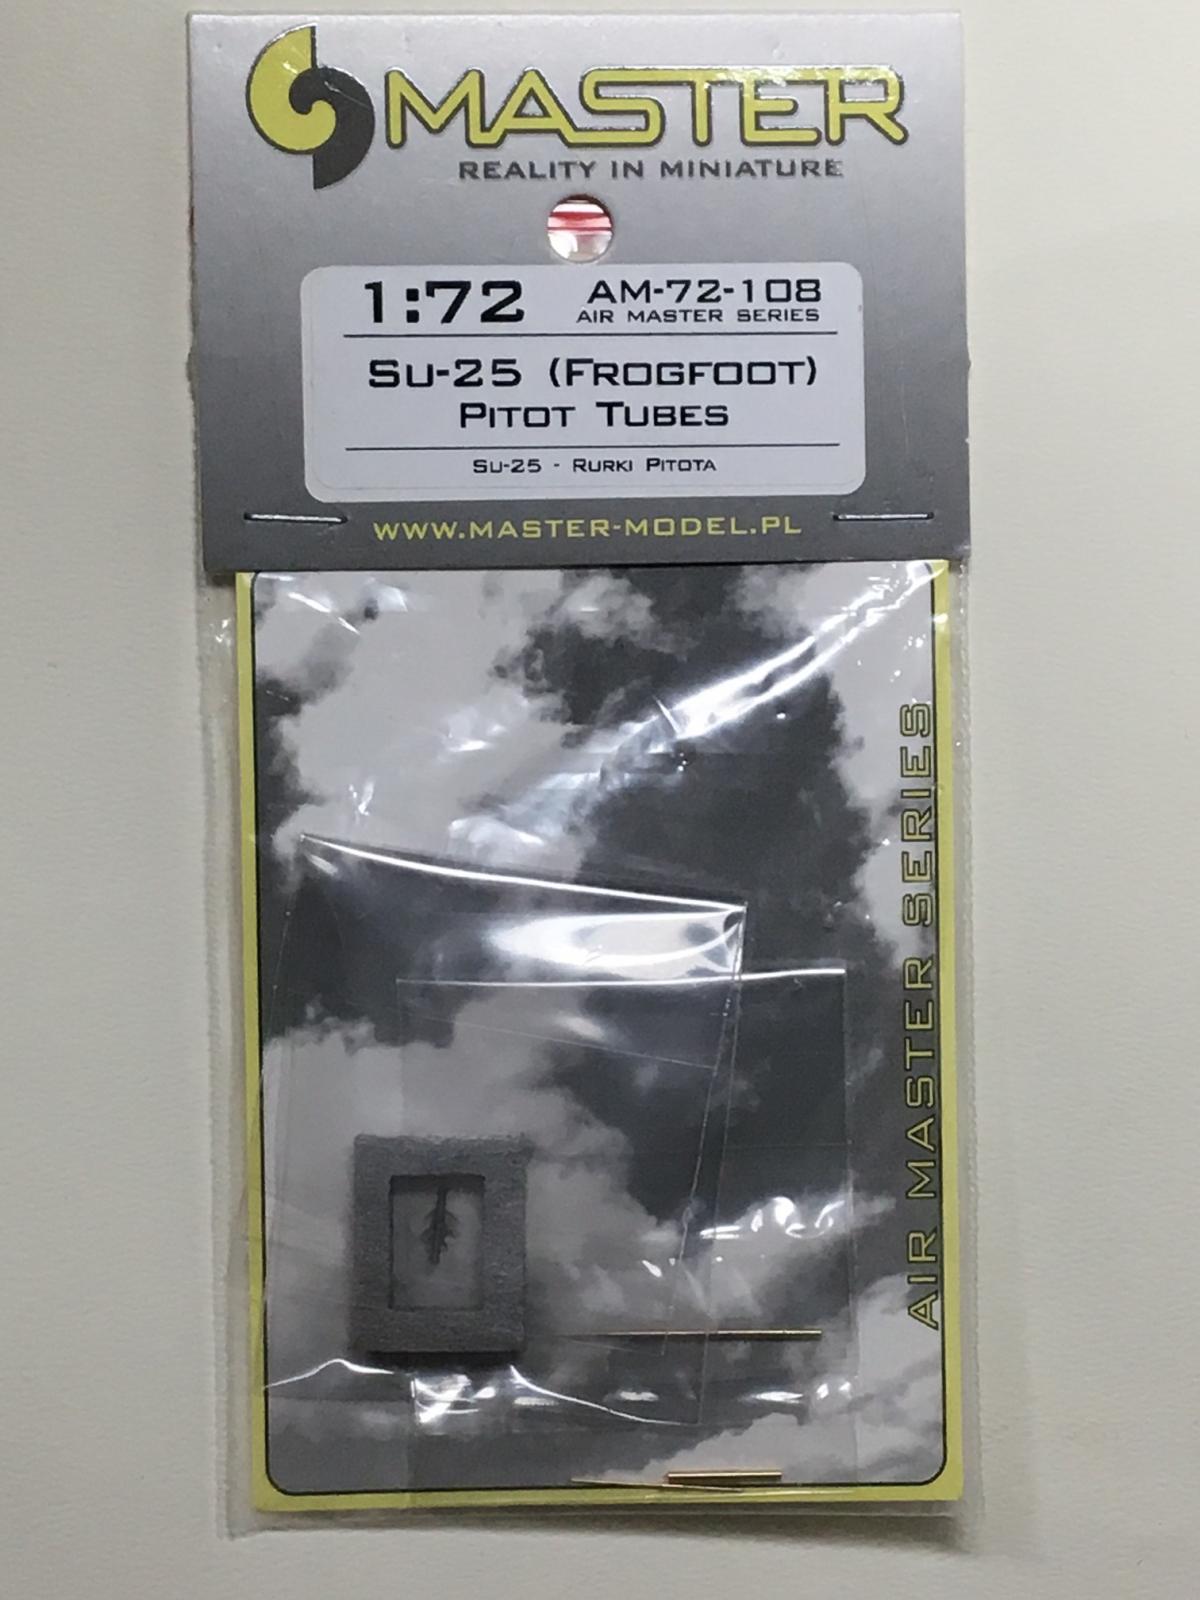 MASTER
REALITY IN MINIATURE
1:72
AM-72-108
AIR MASTER SERIES
SU-25 (FROGFOOT)
PITOT TUBES
SU-25 - RURKI PITOTA
WWW.MASTER-MODEL.PL
AIR MASTER SERIES